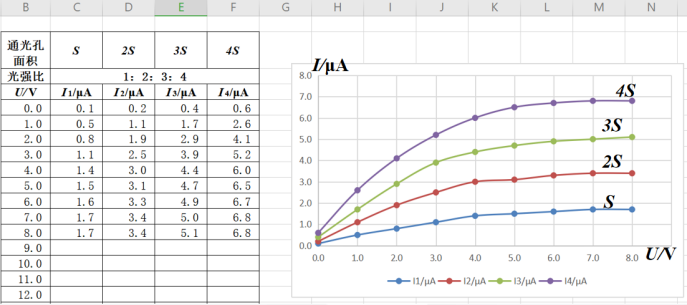 B C D E F G H I J K L M N
通光孔面积 S 2S 3S 4S
光强比 1：2：3：4
U/V I1/μA I2/μA I3/μA I4/μA
0.0 0.1 0.2 0.4 0.6
1.0 0.5 1.1 1.7 2.6
2.0 0.8 1.9 2.9 4.1
3.0 1.1 2.5 3.9 5.2
4.0 1.4 3.0 4.4 6.0
5.0 1.5 3.1 4.7 6.5
6.0 1.6 3.3 4.9 6.7
7.0 1.7 3.4 5.0 6.8
8.0 1.7 3.4 5.1 6.8
9.0
10.0
11.0
12.0
I/μA
8.0
7.0
6.0
5.0
4.0
3.0
2.0
1.0
0.0
4S
3S
2S
S
0.0 1.0 2.0 3.0 4.0 5.0 6.0 7.0 8.0
U/V
I1/μA I2/μA I3/μA I4/μA